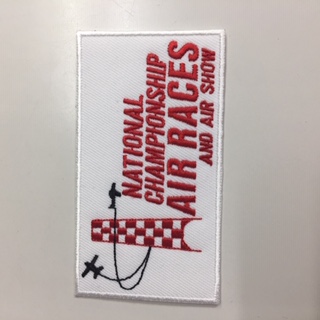 NATIONAL
CHAMPIONSHIP
AIR RACES
AND AIR SHOW